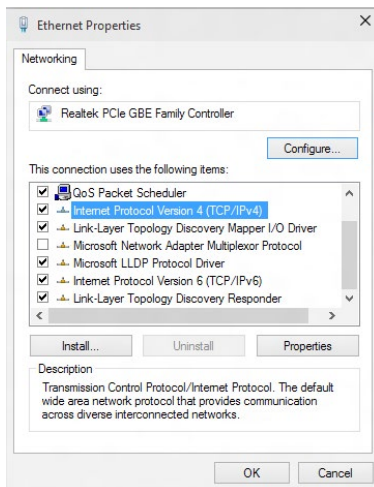 Ethernet Properties
Networking
Connect using:
Realtek PCIe GBE Family Controller
Configure...
This connection uses the following items:
QoS Packet Scheduler
Internet Protocol Version 4 (TCP/IPv4)
Link-Layer Topology Discovery Mapper I/O Driver
Microsoft Network Adapter Multiplexor Protocol
Microsoft LLDP Protocol Driver
Internet Protocol Version 6 (TCP/IPv6)
Link-Layer Topology Discovery Responder
Install... Uninstall Properties
Description
Transmission Control Protocol/Internet Protocol. The default
wide area network protocol that provides communication
across diverse interconnected networks.
OK Cancel